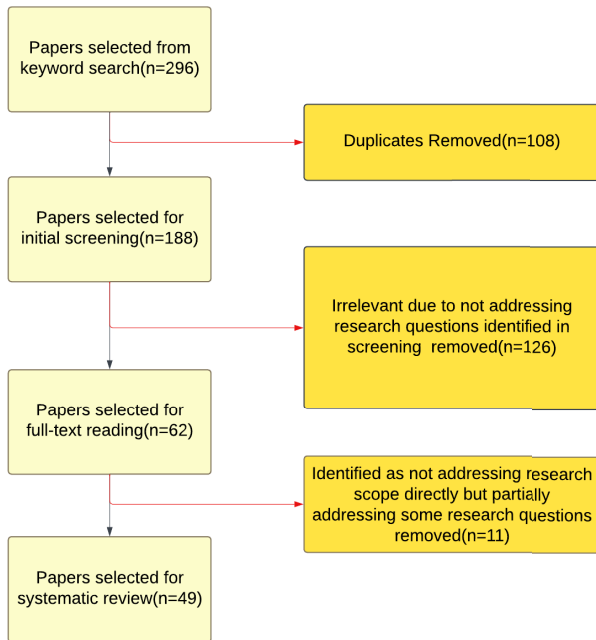 Papers selected from
keyword search(n=296)
Duplicates Removed(n=108)
Papers selected for
initial screening(n=188)
Irrelevant due to not addressing
research questions identified in
screening removed(n=126)
Papers selected for
full-text reading(n=62)
Identified as not addressing research
scope directly but partially
addressing some research questions
removed(n=11)
Papers selected for
systematic review(n=49)